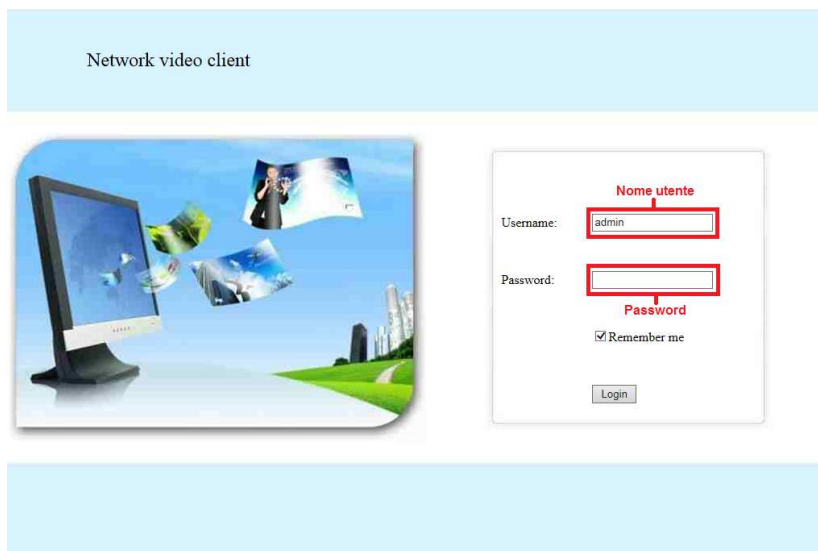 Network video client
Nome utente
Username: admin
Password:
Password
Remember me
Login